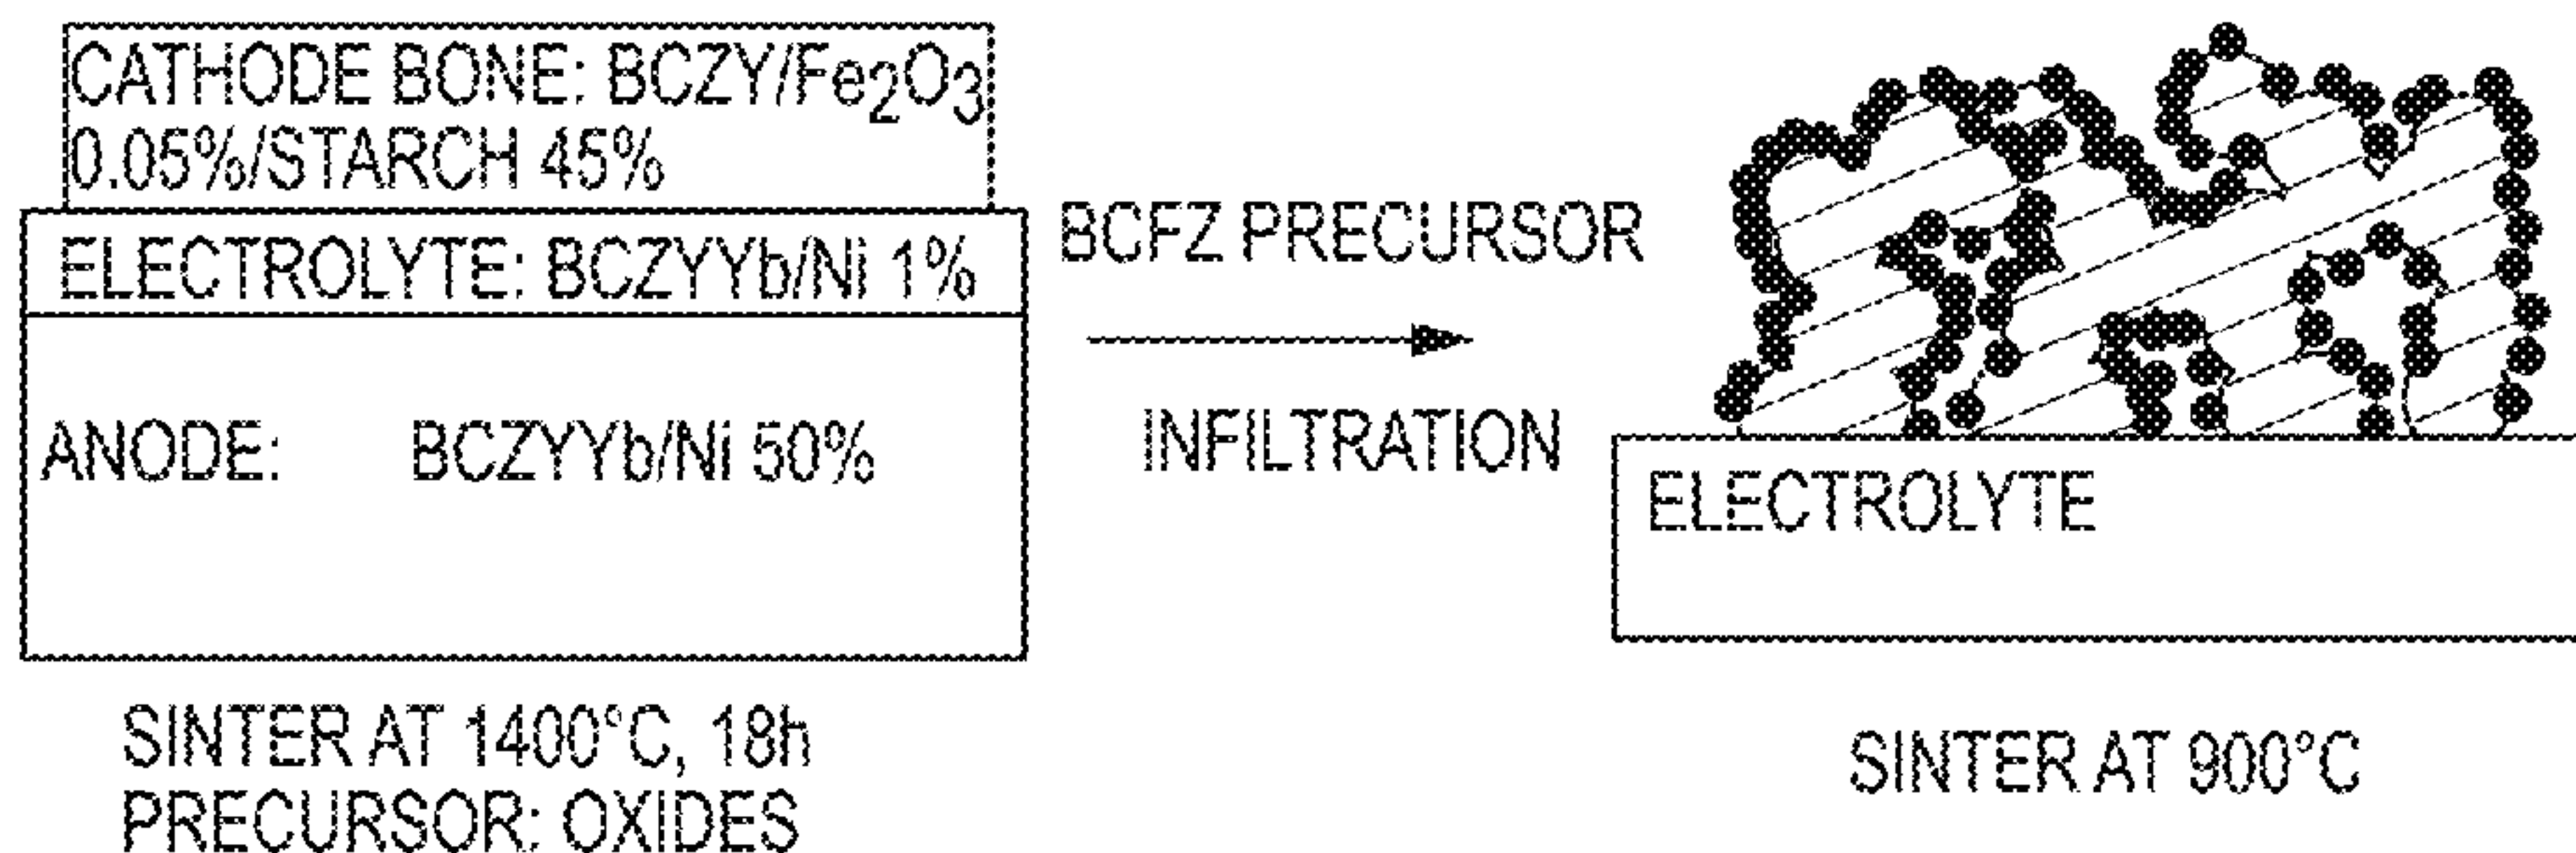 CATHODE BONE: BCZY/Fe₂O₃
0.05%/STARCH 45%
ELECTROLYTE: BCZYYb/Ni 1%
ANODE: BCZYYb/Ni 50%
SINTER AT 1400°C, 18h
PRECURSOR: OXIDES
BCFZ PRECURSOR
INFILTRATION
ELECTROLYTE
SINTER AT 900°C